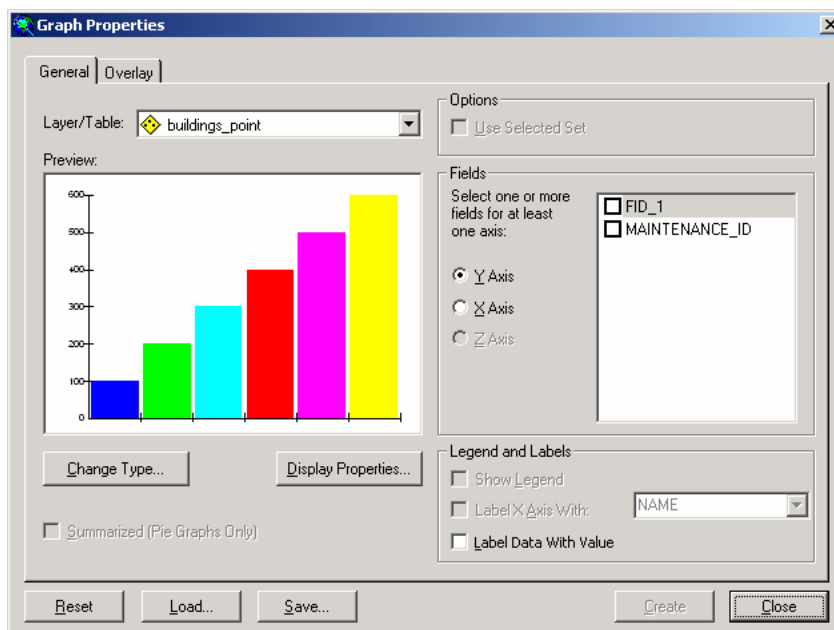 Graph Properties
General
Overlay
Layer/Table:
buildings_point
Preview:
600
500
400
300
200
100
0
Change Type...
Display Properties...
Summarized (Pie Graphs Only)
Options
Use Selected Set
Fields
Select one or more
fields for at least
one axis:
Y Axis
X Axis
Z Axis
FID_1
MAINTENANCE_ID
Legend and Labels
Show Legend
Label X Axis With:
NAME
Label Data With Value
Reset
Load...
Save...
Create
Close